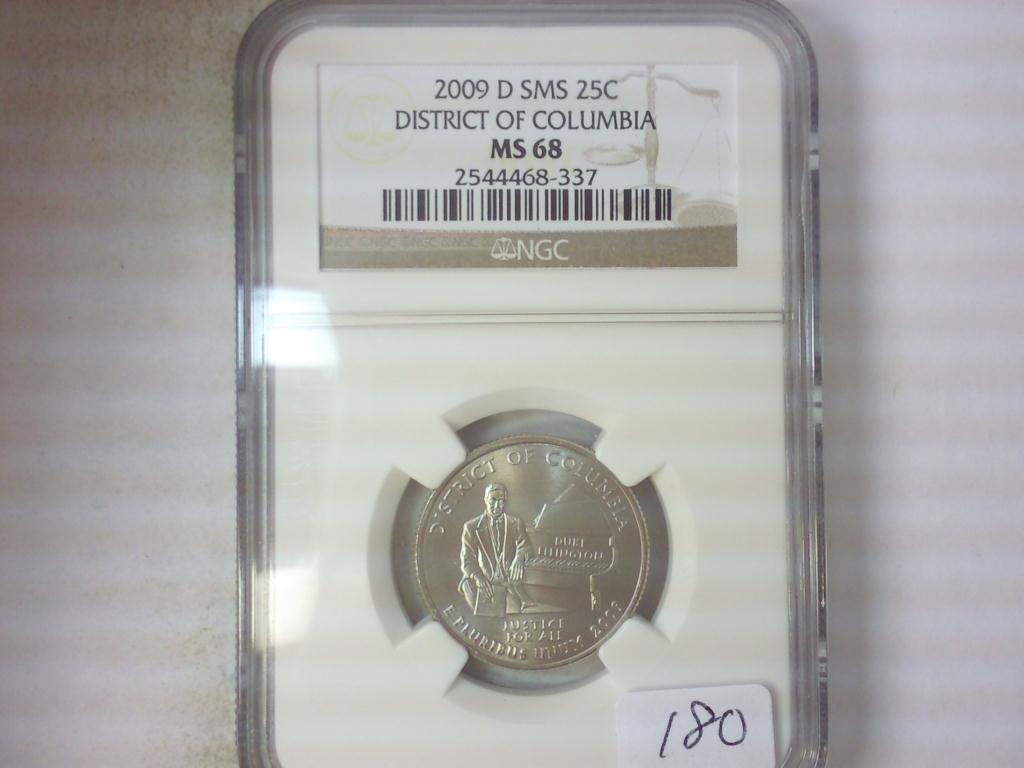 2009 D SMS 25C
DISTRICT OF COLUMBIA
MS 68
2544468-337
NGC
DISTRICT OF COLUMBIA
DUKE
ELLINGTON
JUSTICE
FOR ALL
E PLURIBUS UNUM 2009
180